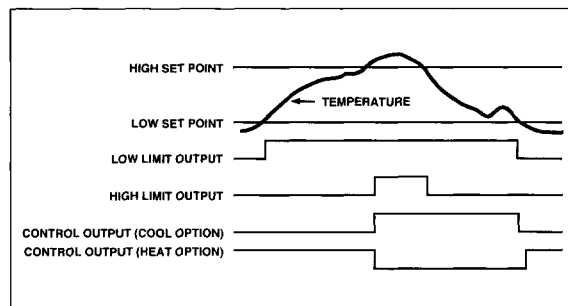 HIGH SET POINT
TEMPERATURE
LOW SET POINT
LOW LIMIT OUTPUT
HIGH LIMIT OUTPUT
CONTROL OUTPUT (COOL OPTION)
CONTROL OUTPUT (HEAT OPTION)